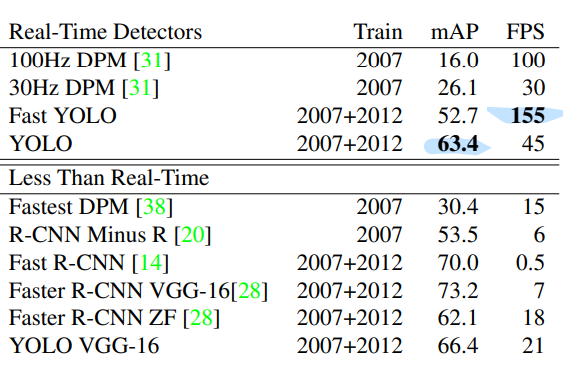 Real-Time Detectors Train mAP FPS
100Hz DPM [31] 2007 16.0 100
30Hz DPM [31] 2007 26.1 30
Fast YOLO 2007+2012 52.7 155
YOLO 2007+2012 63.4 45
Less Than Real-Time
Fastest DPM [38] 2007 30.4 15
R-CNN Minus R [20] 2007 53.5 6
Fast R-CNN [14] 2007+2012 70.0 0.5
Faster R-CNN VGG-16[28] 2007+2012 73.2 7
Faster R-CNN ZF [28] 2007+2012 62.1 18
YOLO VGG-16 2007+2012 66.4 21